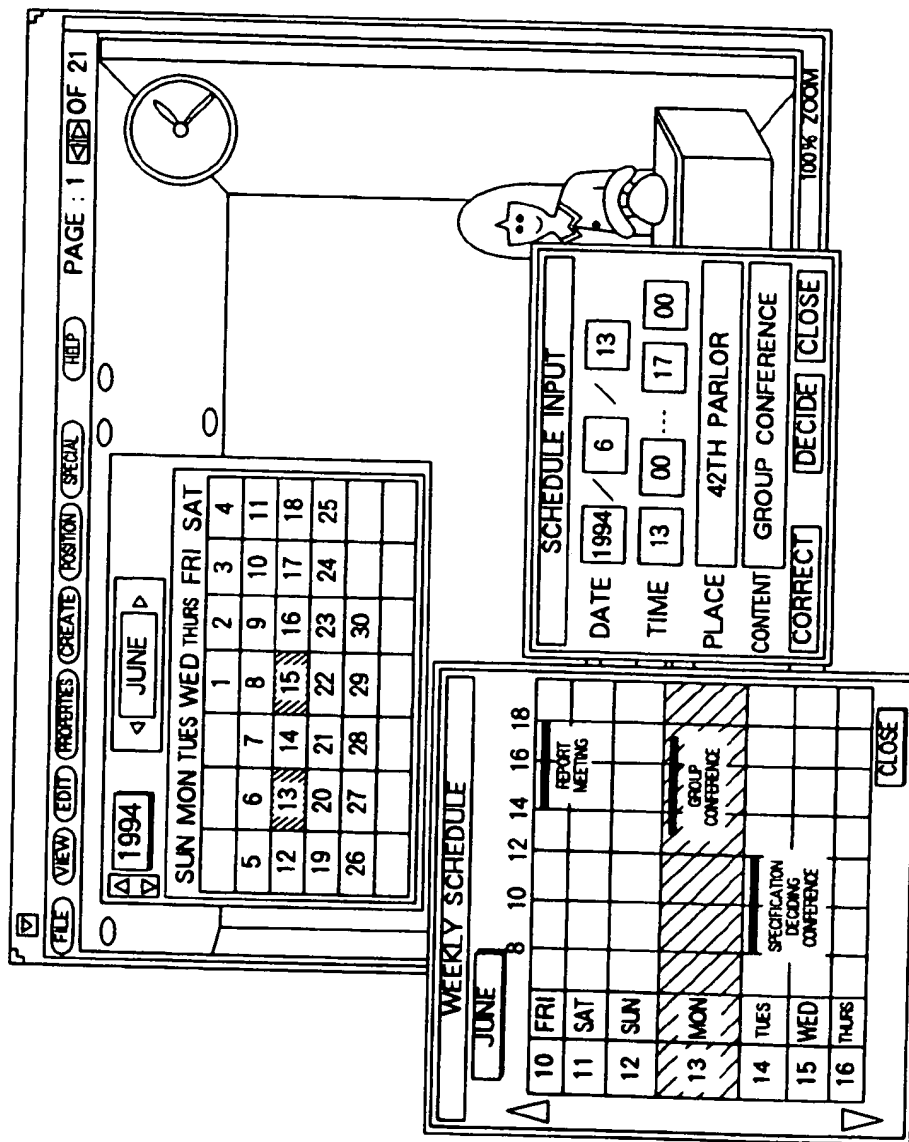 FILE VIEW EDIT PROPERTIES CREATE POSITION SPECIAL HELP PAGE : 1 OF 21
1994 JUNE
SUN MON TUES WED THURS FRI SAT
1 2 3 4
5 6 7 8 9 10 11
12 13 14 15 16 17 18
19 20 21 22 23 24 25
26 27 28 29 30
WEEKLY SCHEDULE
JUNE
8 10 12 14 16 18
10 FRI
REPORT
MEETING
11 SAT
12 SUN
13 MON
GROUP
CONFERENCE
14 TUES
SPECIFICATION
DECIDING
CONFERENCE
15 WED
16 THURS
CLOSE
SCHEDULE INPUT
DATE 1994 / 6 / 13
TIME 13 00 ... 17 00
PLACE 42TH PARLOR
CONTENT GROUP CONFERENCE
CORRECT DECIDE CLOSE
100% ZOOM